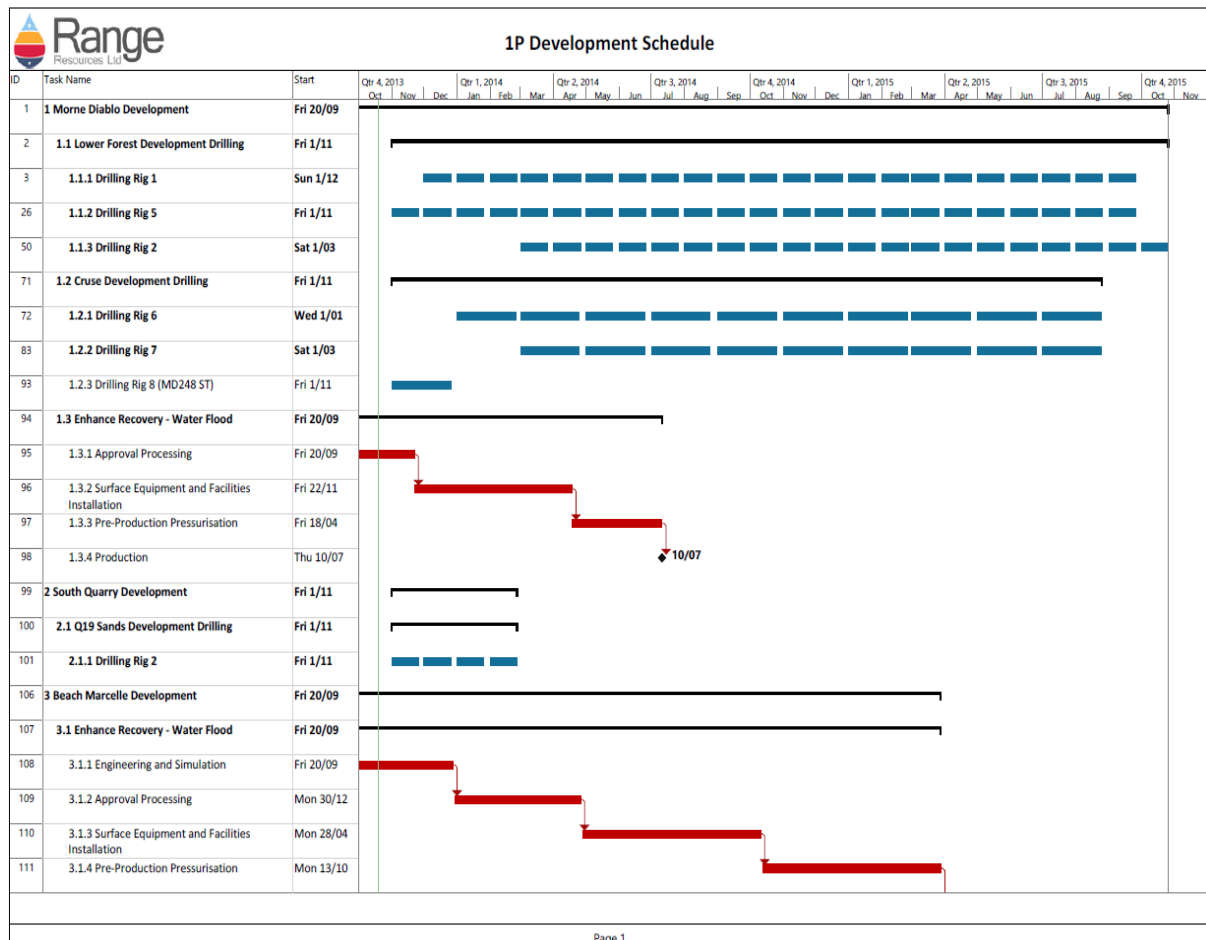 Range
Resources Ltd
1P Development Schedule
ID Task Name Start Qtr 4, 2013 Qtr 1, 2014 Qtr 2, 2014 Qtr 3, 2014 Qtr 4, 2014 Qtr 1, 2015 Qtr 2, 2015 Qtr 3, 2015 Qtr 4, 2015
Oct Nov Dec Jan Feb Mar Apr May Jun Jul Aug Sep Oct Nov Dec Jan Feb Mar Apr May Jun Jul Aug Sep Oct Nov
1 1 Morne Diablo Development Fri 20/09
2 1.1 Lower Forest Development Drilling Fri 1/11
3 1.1.1 Drilling Rig 1 Sun 1/12
26 1.1.2 Drilling Rig 5 Fri 1/11
50 1.1.3 Drilling Rig 2 Sat 1/03
71 1.2 Cruse Development Drilling Fri 1/11
72 1.2.1 Drilling Rig 6 Wed 1/01
83 1.2.2 Drilling Rig 7 Sat 1/03
93 1.2.3 Drilling Rig 8 (MD248 ST) Fri 1/11
94 1.3 Enhance Recovery - Water Flood Fri 20/09
95 1.3.1 Approval Processing Fri 20/09
96 1.3.2 Surface Equipment and Facilities Fri 22/11
Installation
97 1.3.3 Pre-Production Pressurisation Fri 18/04
98 1.3.4 Production Thu 10/07 10/07
99 2 South Quarry Development Fri 1/11
100 2.1 Q19 Sands Development Drilling Fri 1/11
101 2.1.1 Drilling Rig 2 Fri 1/11
106 3 Beach Marcelle Development Fri 20/09
107 3.1 Enhance Recovery - Water Flood Fri 20/09
108 3.1.1 Engineering and Simulation Fri 20/09
109 3.1.2 Approval Processing Mon 30/12
110 3.1.3 Surface Equipment and Facilities Mon 28/04
Installation
111 3.1.4 Pre-Production Pressurisation Mon 13/10
Page 1